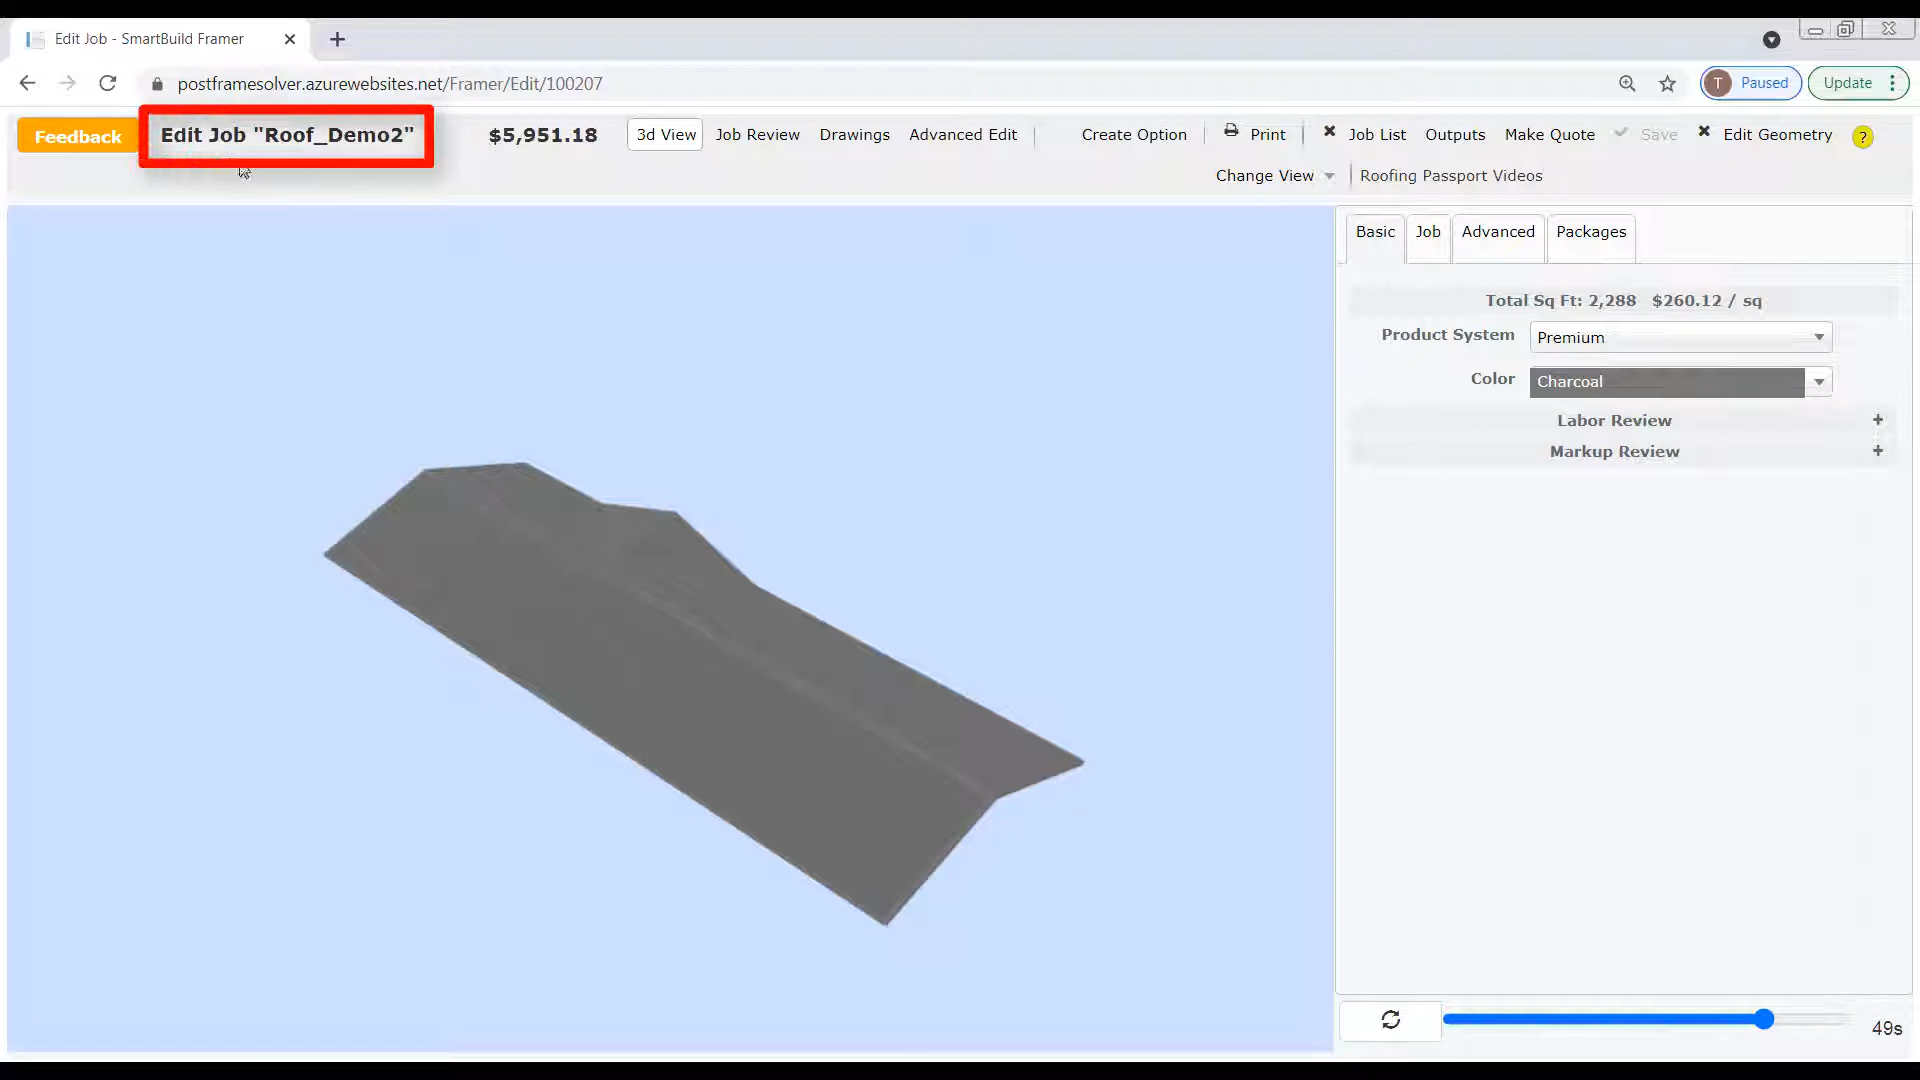 Edit Job - SmartBuild Framer
postframesolver.azurewebsites.net/Framer/Edit/100207
T Paused
Update
Feedback
Edit Job "Roof_Demo2"
$5,951.18
3d View
Job Review
Drawings
Advanced Edit
Create Option
Print
Job List
Outputs
Make Quote
Save
Edit Geometry
?
Change View
Roofing Passport Videos
Basic
Job
Advanced
Packages
Total Sq Ft: 2,288 $260.12 / sq
Product System
Premium
Color
Charcoal
Labor Review +
Markup Review +
49s